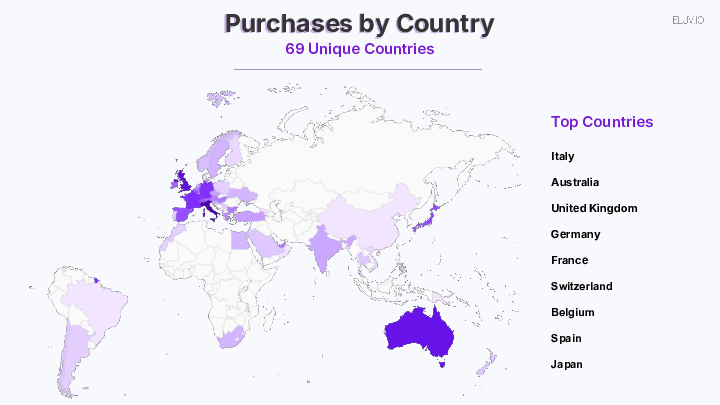 Purchases by Country
ELUV.IO
69 Unique Countries
Top Countries
Italy
Australia
United Kingdom
Germany
France
Switzerland
Belgium
Spain
Japan